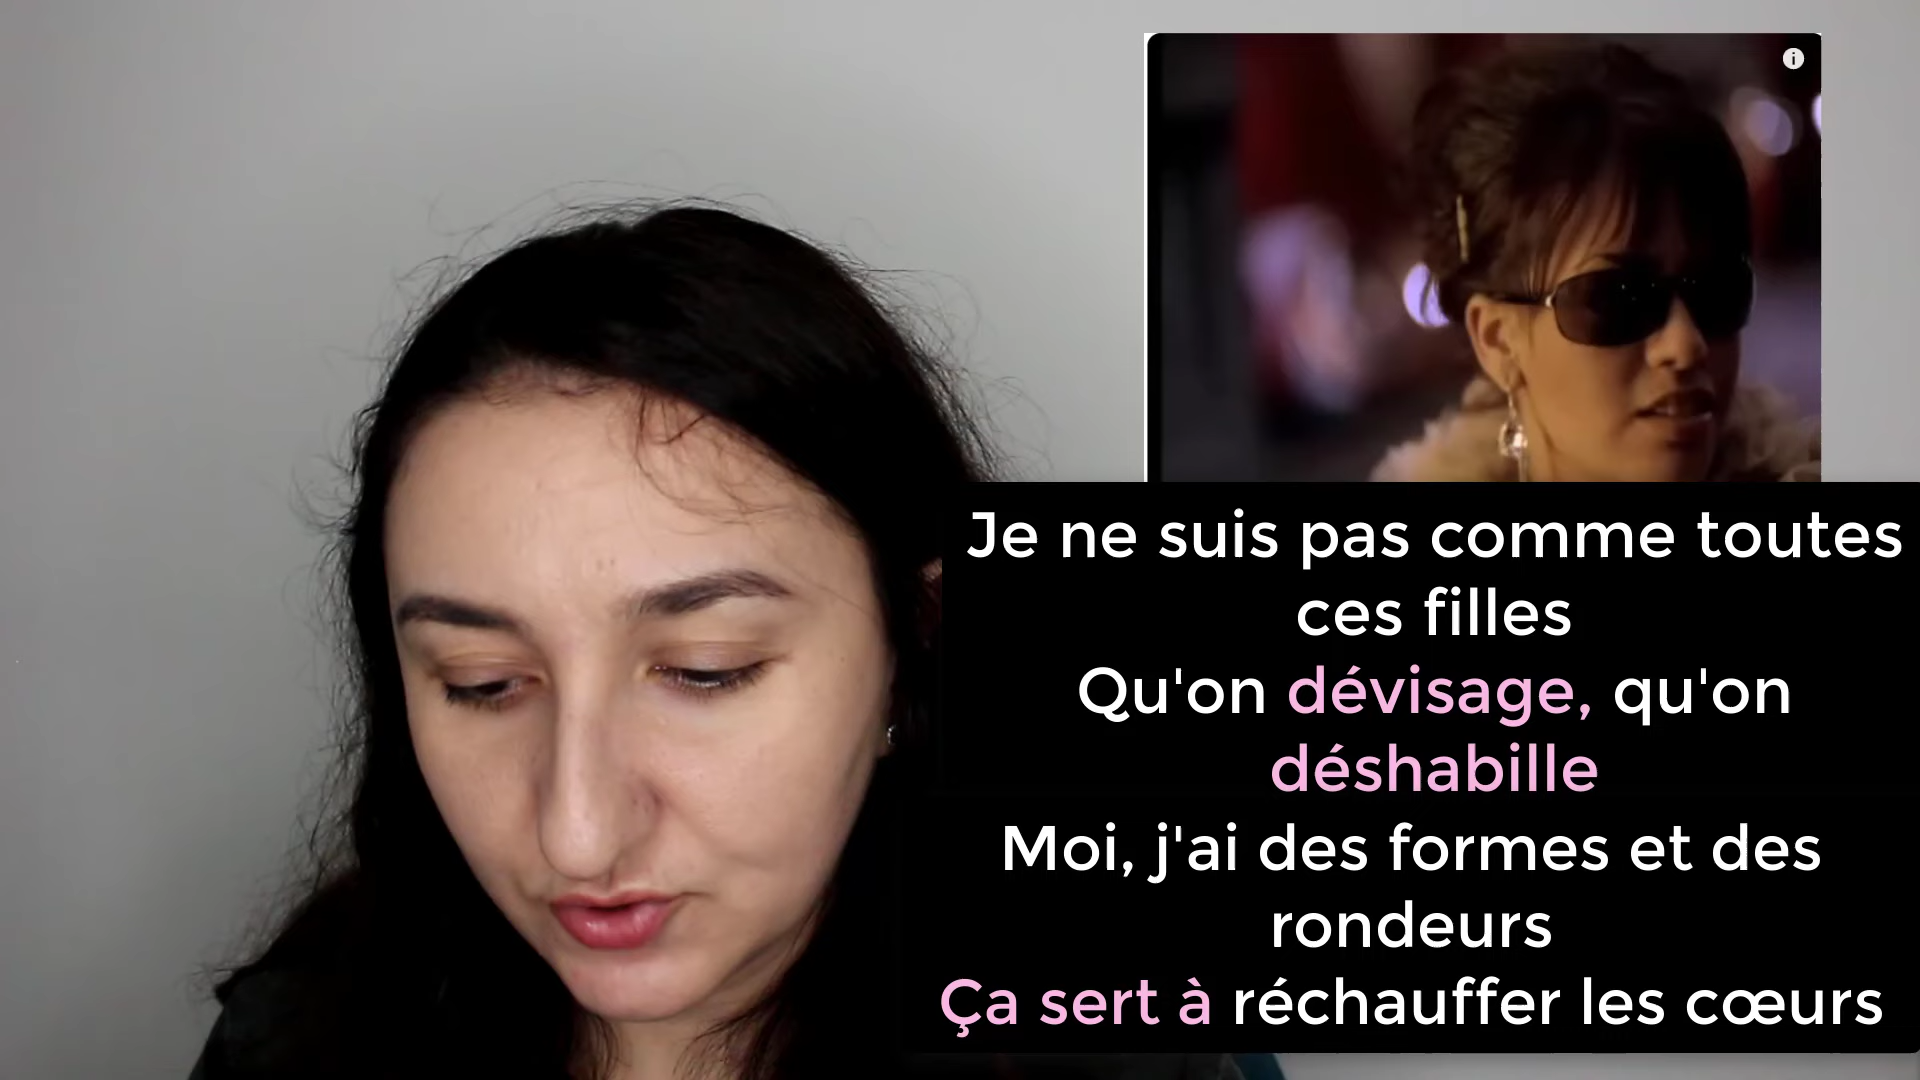 Je ne suis pas comme toutes
ces filles
Qu'on dévisage, qu'on
déshabille
Moi, j'ai des formes et des
rondeurs
Ça sert à réchauffer les cœurs